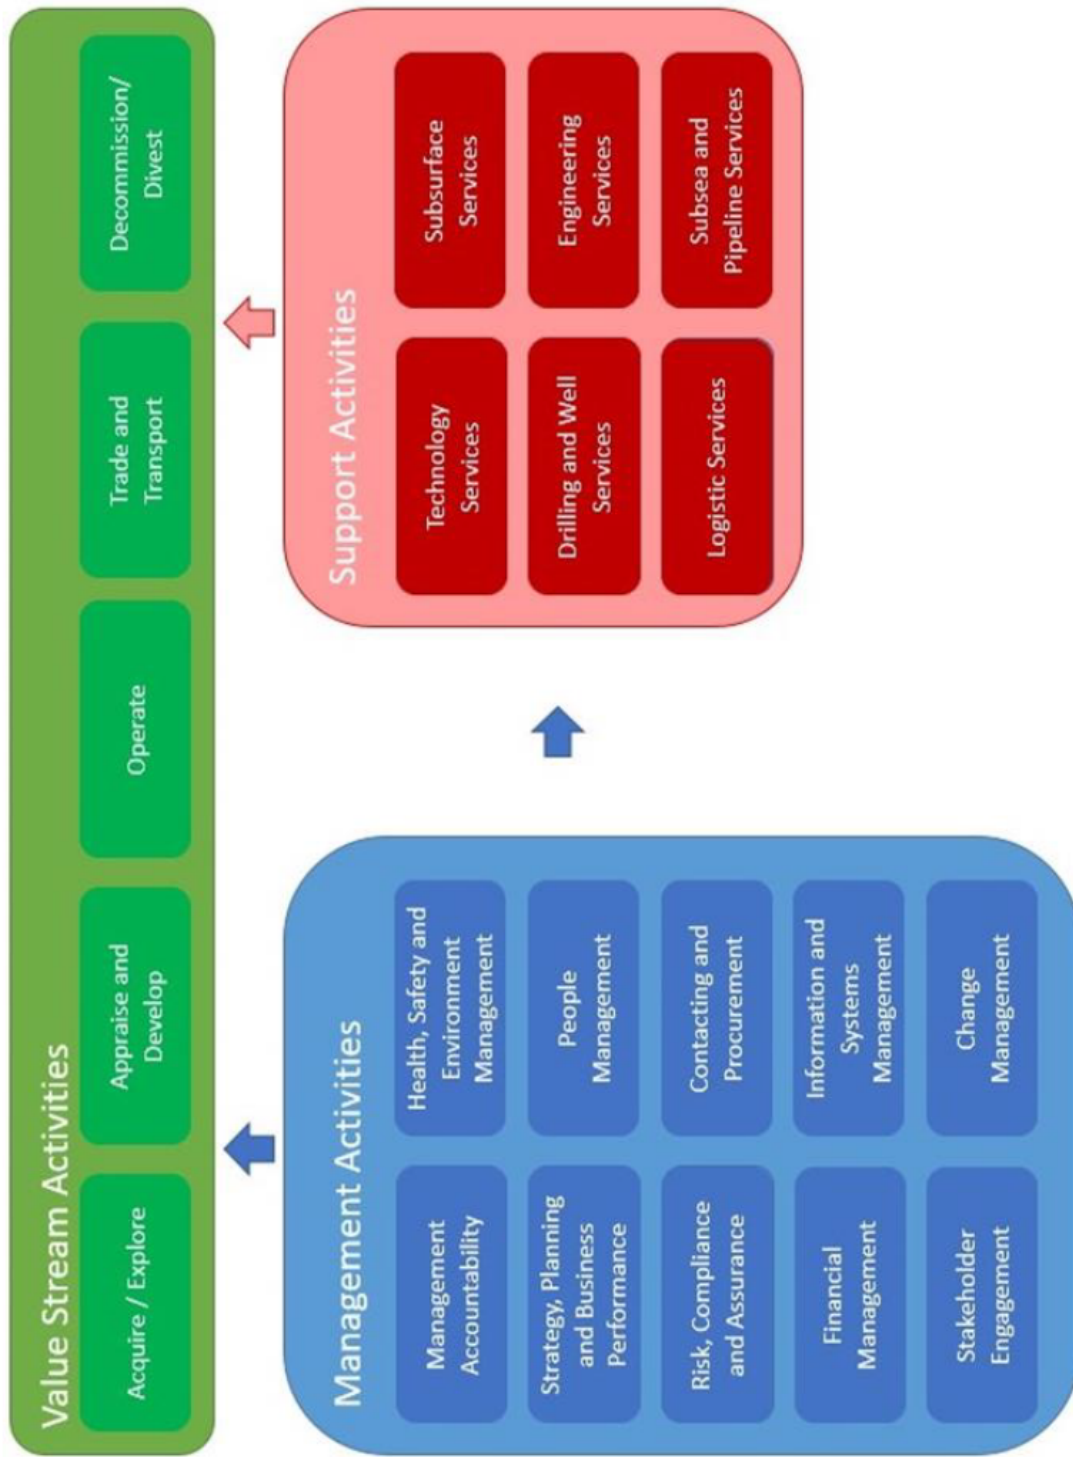 Value Stream Activities
Acquire / Explore
Appraise and
Develop
Operate
Trade and
Transport
Decommission/
Divest
Management Activities
Management
Accountability
Health, Safety and
Environment
Management
Strategy, Planning
and Business
Performance
People
Management
Risk, Compliance
and Assurance
Contacting and
Procurement
Financial
Management
Information and
Systems
Management
Stakeholder
Engagement
Change
Management
Support Activities
Technology
Services
Subsurface
Services
Drilling and Well
Services
Engineering
Services
Logistic Services
Subsea and
Pipeline Services